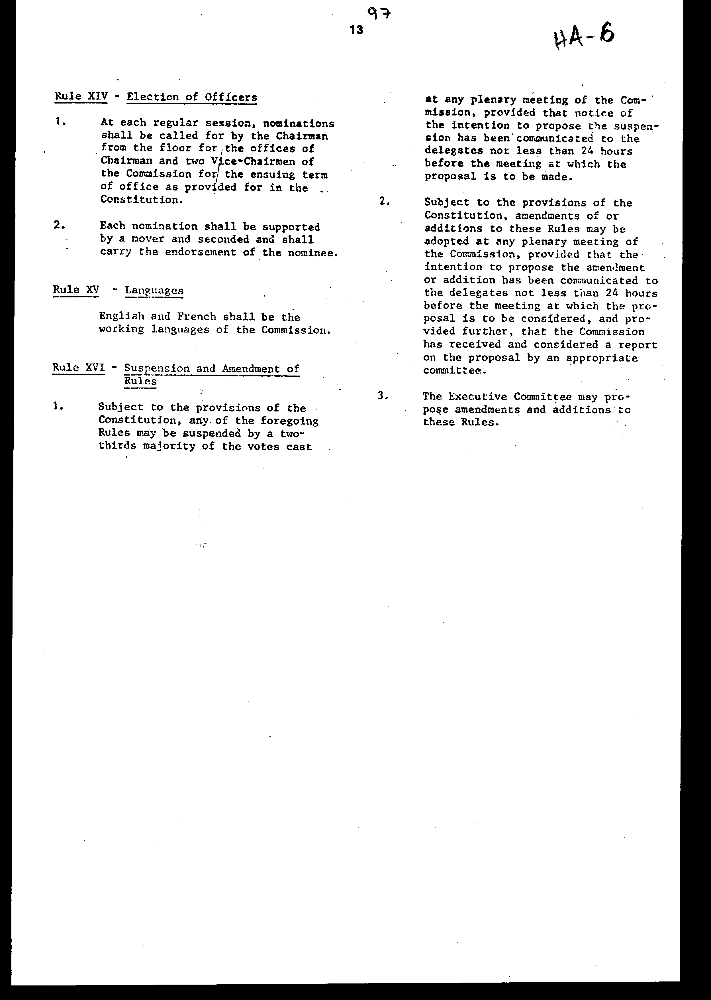 97
13
HA-6
Rule XIV - Election of Officers
1. At each regular session, nominations
shall be called for by the Chairman
from the floor for the offices of
Chairman and two Vice-Chairmen of
the Commission for the ensuing term
of office as provided for in the
Constitution.
2. Each nomination shall be supported
by a mover and seconded and shall
carry the endorsement of the nominee.
Rule XV - Languages
English and French shall be the
working languages of the Commission.
Rule XVI - Suspension and Amendment of
Rules
1. Subject to the provisions of the
Constitution, any of the foregoing
Rules may be suspended by a two-
thirds majority of the votes cast
at any plenary meeting of the Com-
mission, provided that notice of
the intention to propose the suspen-
sion has been communicated to the
delegates not less than 24 hours
before the meeting at which the
proposal is to be made.
2. Subject to the provisions of the
Constitution, amendments of or
additions to these Rules may be
adopted at any plenary meeting of
the Commission, provided that the
intention to propose the amendment
or addition has been communicated to
the delegates not less than 24 hours
before the meeting at which the pro-
posal is to be considered, and pro-
vided further, that the Commission
has received and considered a report
on the proposal by an appropriate
committee.
3. The Executive Committee may pro-
pose amendments and additions to
these Rules.